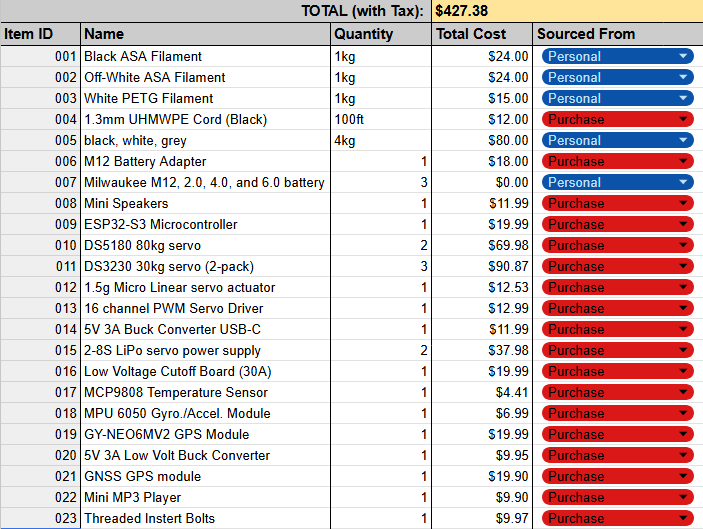 TOTAL (with Tax): $427.38
Item ID Name Quantity Total Cost Sourced From
001 Black ASA Filament 1kg $24.00 Personal
002 Off-White ASA Filament 1kg $24.00 Personal
003 White PETG Filament 1kg $15.00 Personal
004 1.3mm UHMWPE Cord (Black) 100ft $12.00 Purchase
005 black, white, grey 4kg $80.00 Personal
006 M12 Battery Adapter 1 $18.00 Purchase
007 Milwaukee M12, 2.0, 4.0, and 6.0 battery 3 $0.00 Personal
008 Mini Speakers 1 $11.99 Purchase
009 ESP32-S3 Microcontroller 1 $19.99 Purchase
010 DS5180 80kg servo 2 $69.98 Purchase
011 DS3230 30kg servo (2-pack) 3 $90.87 Purchase
012 1.5g Micro Linear servo actuator 1 $12.53 Purchase
013 16 channel PWM Servo Driver 1 $12.99 Purchase
014 5V 3A Buck Converter USB-C 1 $11.99 Purchase
015 2-8S LiPo servo power supply 2 $37.98 Purchase
016 Low Voltage Cutoff Board (30A) 1 $19.99 Purchase
017 MCP9808 Temperature Sensor 1 $4.41 Purchase
018 MPU 6050 Gyro./Accel. Module 1 $6.99 Purchase
019 GY-NEO6MV2 GPS Module 1 $19.99 Purchase
020 5V 3A Low Volt Buck Converter 1 $9.95 Purchase
021 GNSS GPS module 1 $19.90 Purchase
022 Mini MP3 Player 1 $9.90 Purchase
023 Threaded Instert Bolts 1 $9.97 Purchase